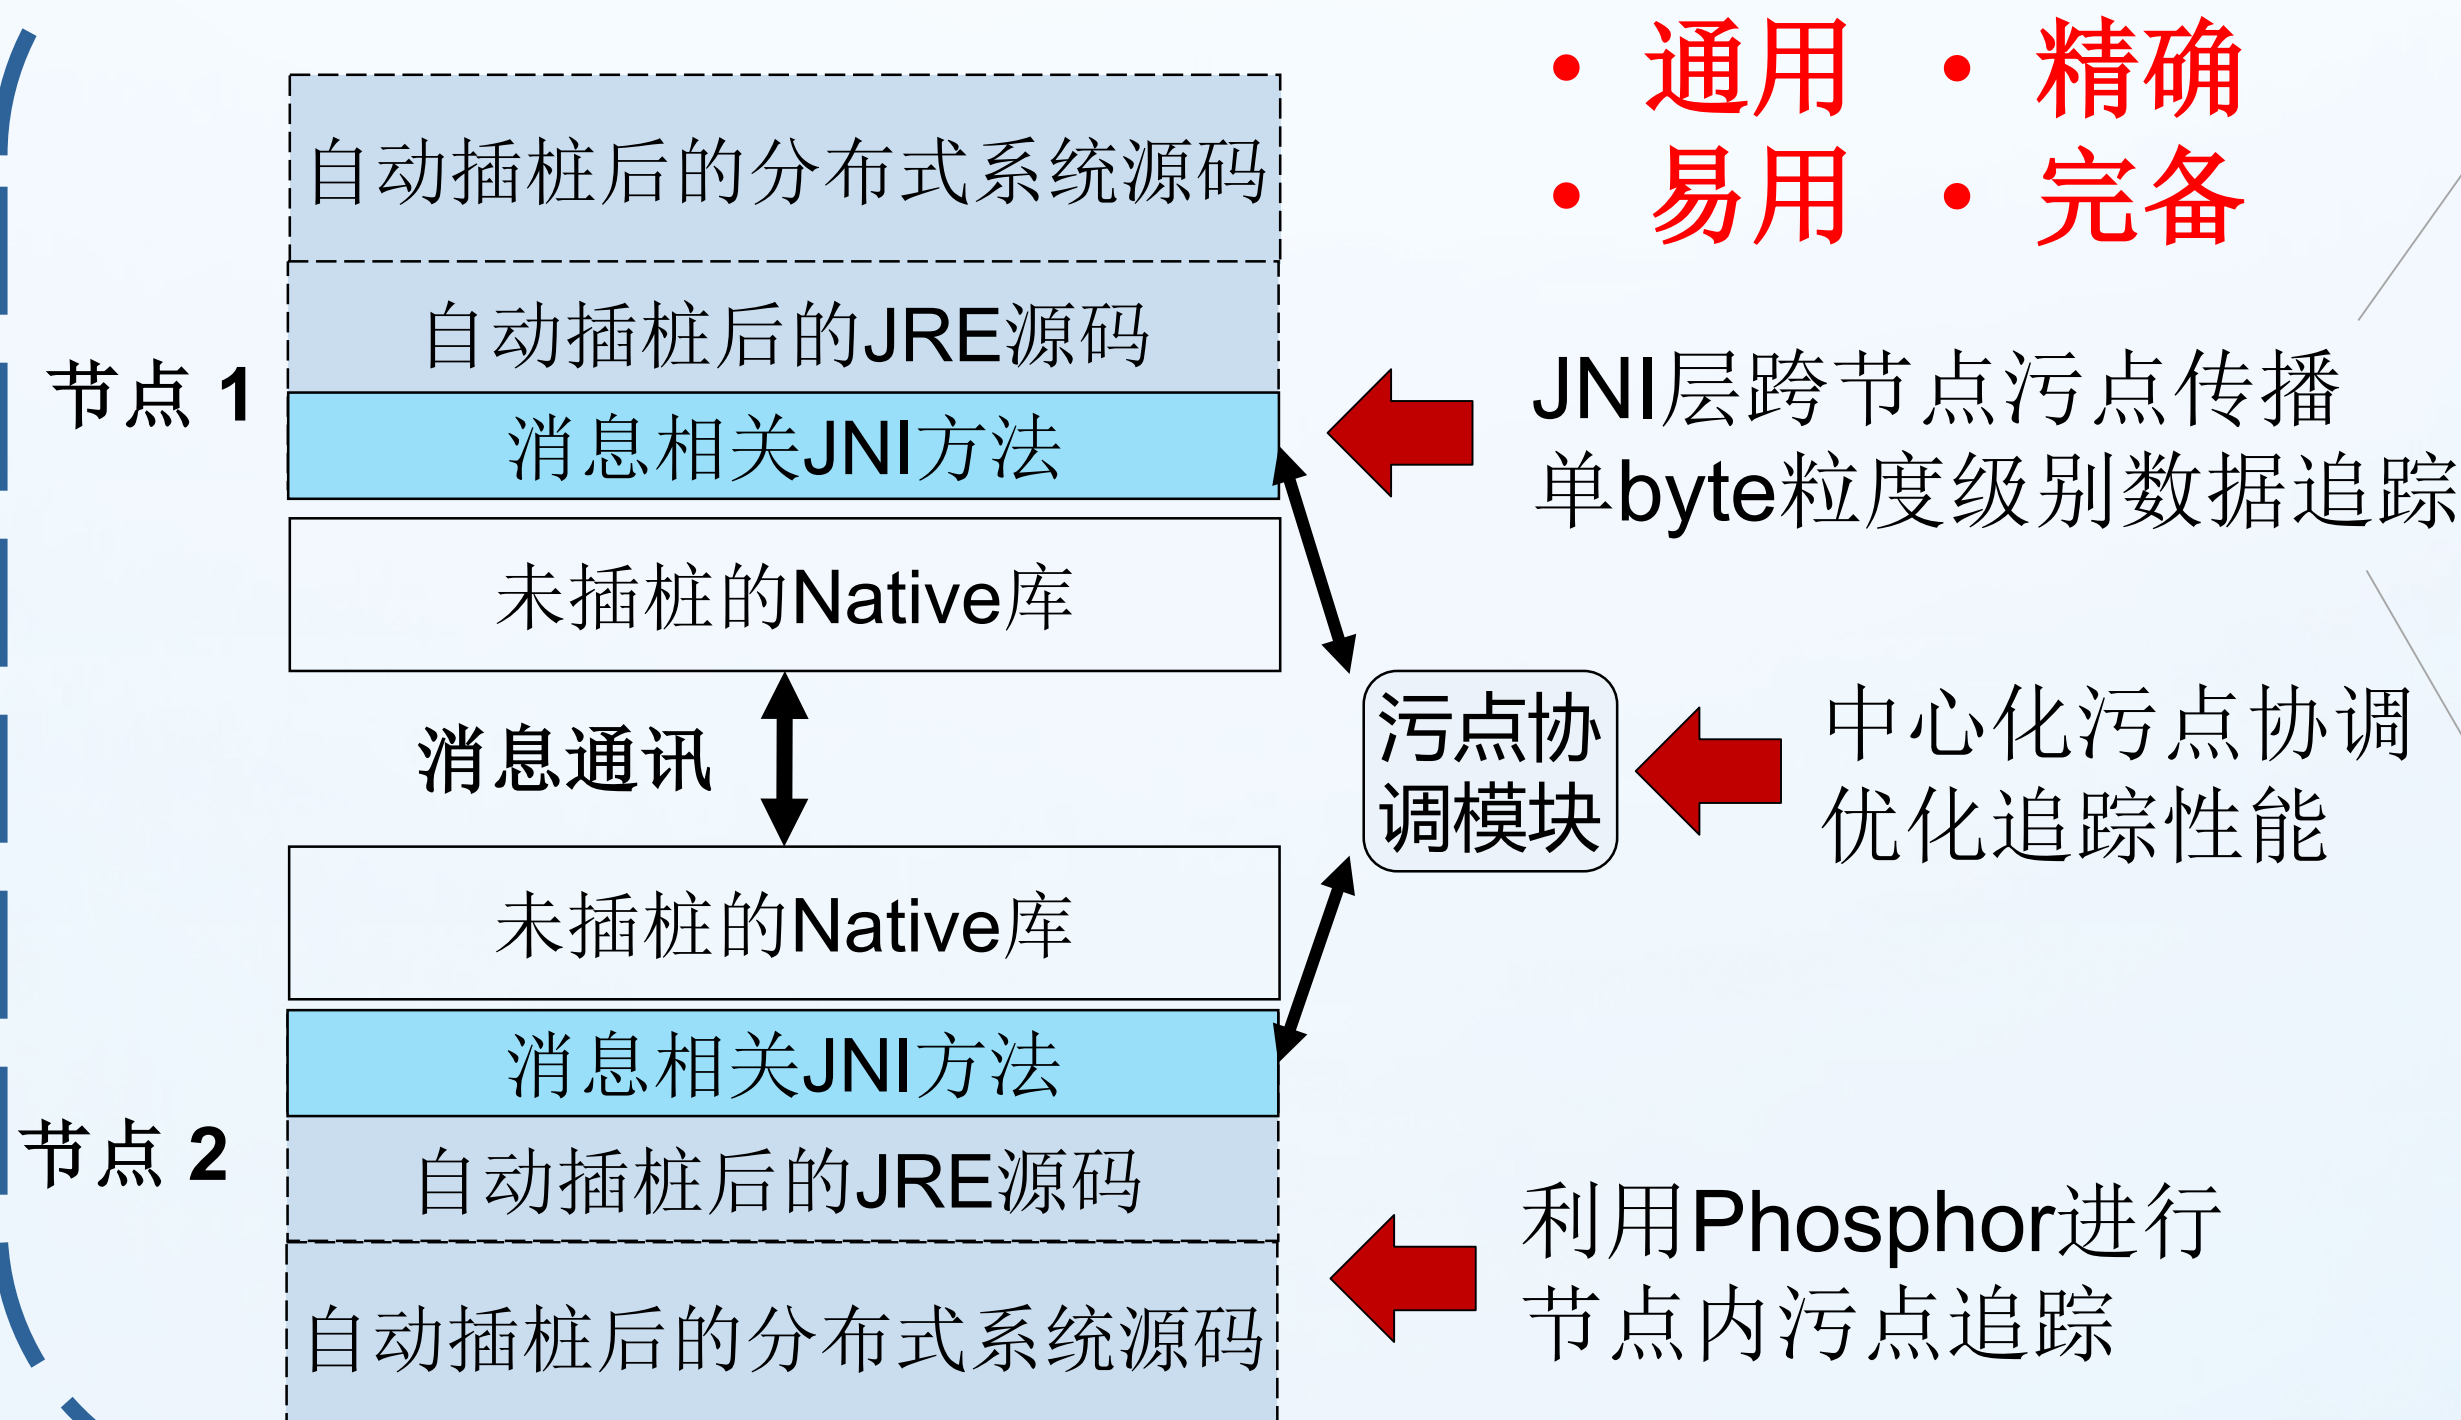 • 通用 • 精确
• 易用 • 完备
自动插桩后的分布式系统源码
自动插桩后的JRE源码
节点 1
消息相关JNI方法
JNI层跨节点污点传播
单byte粒度级别数据追踪
未插桩的Native库
消息通讯
污点协
调模块
中心化污点协调
优化追踪性能
未插桩的Native库
消息相关JNI方法
节点 2
自动插桩后的JRE源码
利用Phosphor进行
节点内污点追踪
自动插桩后的分布式系统源码